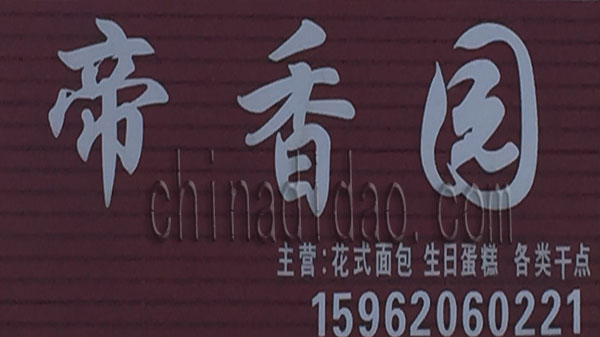 帝香园
chinadidao.com
主营:花式面包 生日蛋糕 各类干点
15962060221